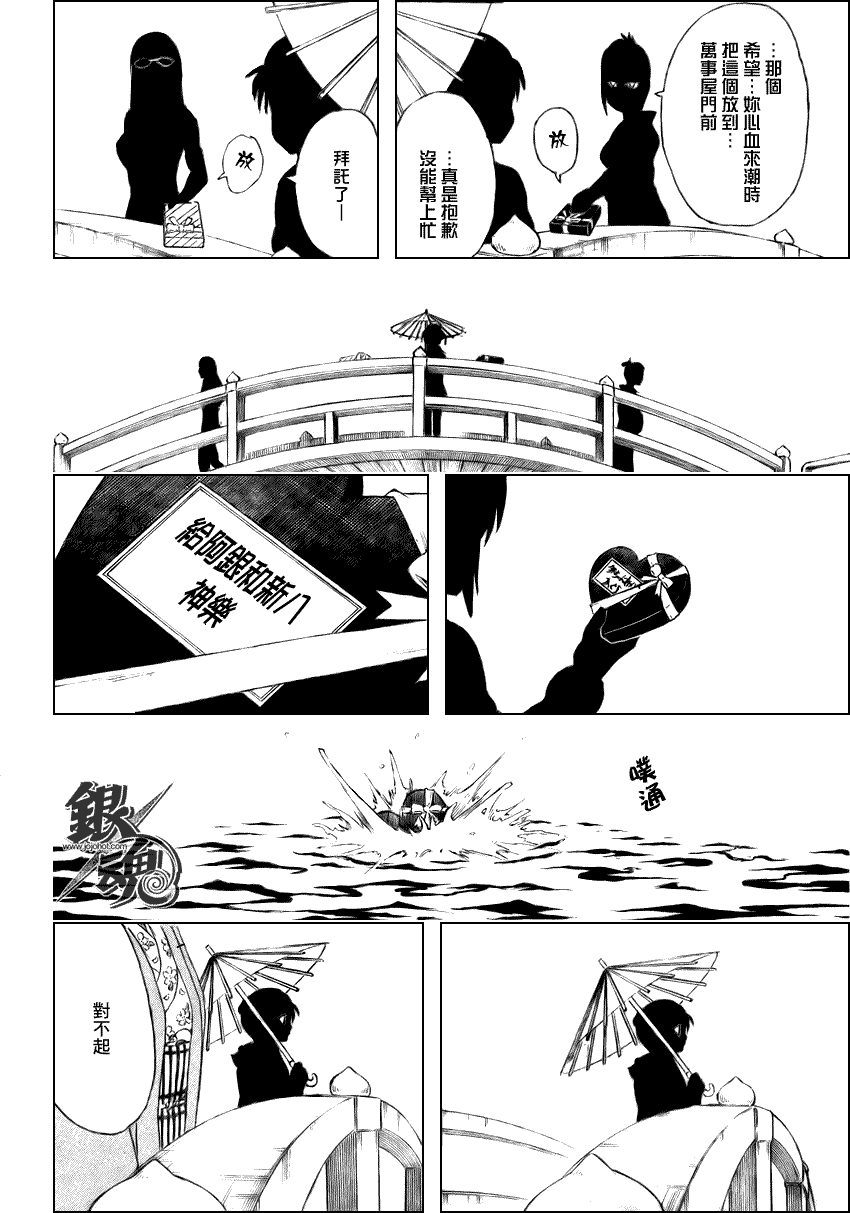 …那個
希望…妳心血來潮時
把這個放到…
萬事屋門前
放
…真是抱歉
沒能幫上忙
拜託了—
放
給阿銀和新八
神樂
噗通
銀魂
www.jojohot.com
對不起